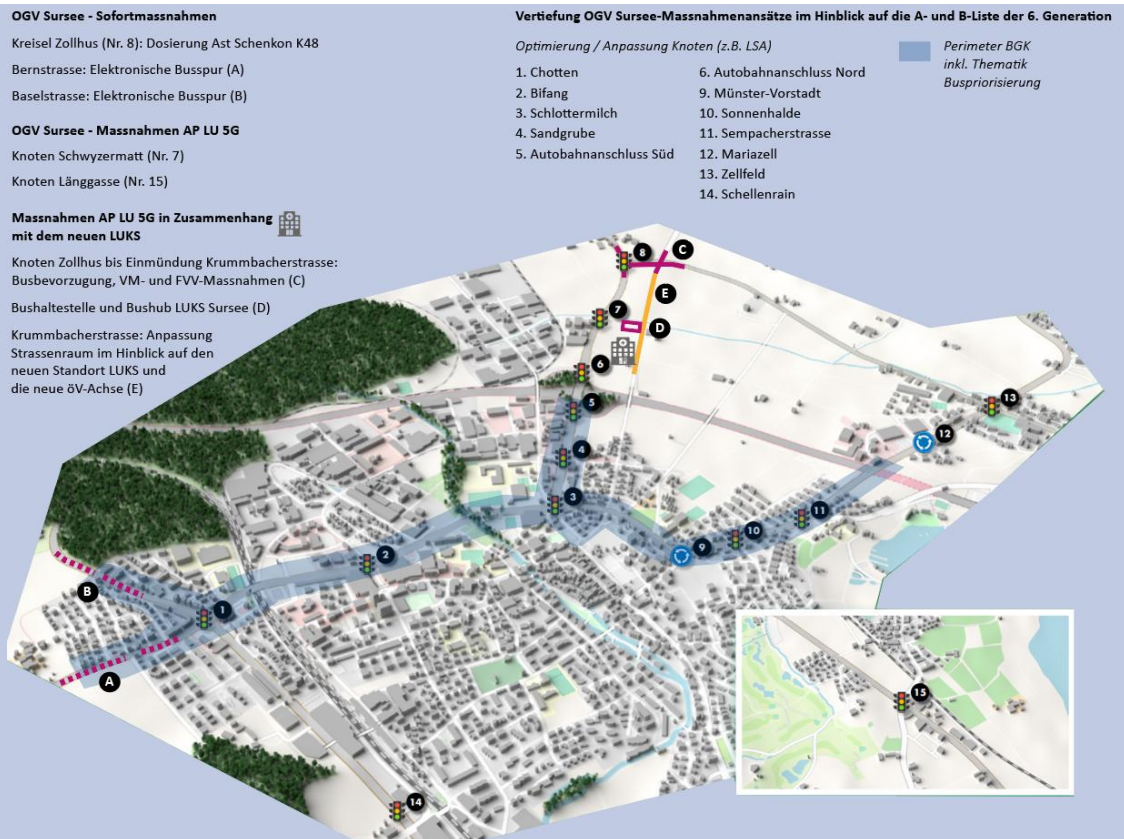 OGV Sursee - Sofortmassnahmen
Kreisel Zollhus (Nr. 8): Dosierung Ast Schenkon K48
Bernstrasse: Elektronische Busspur (A)
Baselstrasse: Elektronische Busspur (B)
OGV Sursee - Massnahmen AP LU 5G
Knoten Schwyzermatt (Nr. 7)
Knoten Länggasse (Nr. 15)
Massnahmen AP LU 5G in Zusammenhang
mit dem neuen LUKS
Knoten Zollhus bis Einmündung Krummbacherstrasse:
Busbevorzugung, VM- und FVV-Massnahmen (C)
Bushaltestelle und Bushub LUKS Sursee (D)
Krummbacherstrasse: Anpassung
Strassenraum im Hinblick auf den
neuen Standort LUKS und
die neue öV-Achse (E)
Vertiefung OGV Sursee-Massnahmenansätze im Hinblick auf die A- und B-Liste der 6. Generation
Optimierung / Anpassung Knoten (z.B. LSA)
1. Chotten
2. Bifang
3. Schlottermilch
4. Sandgrube
5. Autobahnanschluss Süd
6. Autobahnanschluss Nord
9. Münster-Vorstadt
10. Sonnenhalde
11. Sempacherstrasse
12. Mariazell
13. Zellfeld
14. Schellenrain
Perimeter BGK
inkl. Thematik
Buspriorisierung
8
C
E
7
D
6
5
13
12
4
3
11
10
9
2
B
1
A
15
14